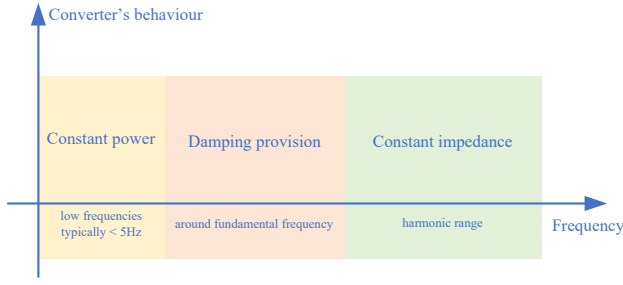 Converter's behaviour
Constant power
Damping provision
Constant impedance
low frequencies
typically < 5Hz
around fundamental frequency
harmonic range
Frequency